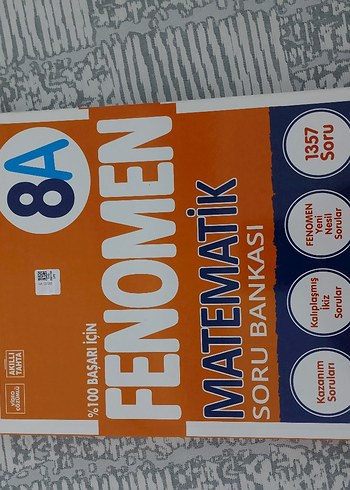 VİDEO
ÇÖZÜMLÜ
AKILLI
TAHTA
8A
%100 BAŞARI İÇİN
FENOMEN
MATEMATİK
SORU BANKASI
Kazanım
Soruları
Kalıplaşmış
İkiz
Sorular
FENOMEN
Yeni
Nesil
Sorular
1357
Soru